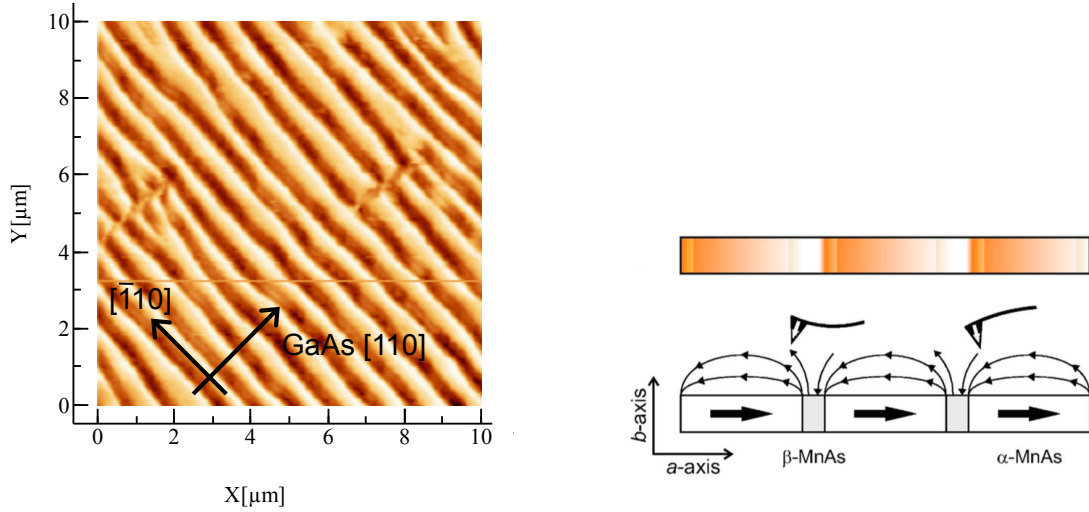 10
8
6
4
2
0
Y[µm]
[1̅10]
GaAs [110]
0 2 4 6 8 10
X[µm]
b-axis
a-axis
β-MnAs
α-MnAs